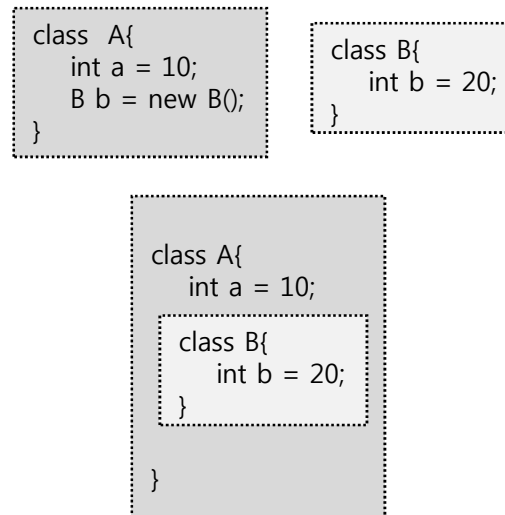 class A{
int a = 10;
B b = new B();
}
class B{
int b = 20;
}
class A{
int a = 10;
class B{
int b = 20;
}
}